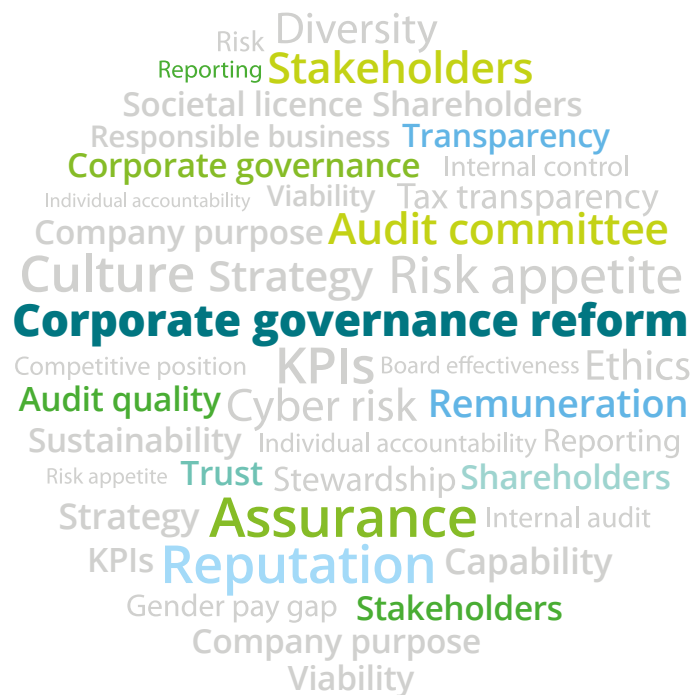 Risk Diversity
Reporting Stakeholders
Societal licence Shareholders
Responsible business Transparency
Corporate governance Internal control
Individual accountability Viability Tax transparency
Company purpose Audit committee
Culture Strategy Risk appetite
Corporate governance reform
Competitive position KPIs Board effectiveness Ethics
Audit quality Cyber risk Remuneration
Sustainability Individual accountability Reporting
Risk appetite Trust Stewardship Shareholders
Strategy Assurance Internal audit
KPIs Reputation Capability
Gender pay gap Stakeholders
Company purpose
Viability